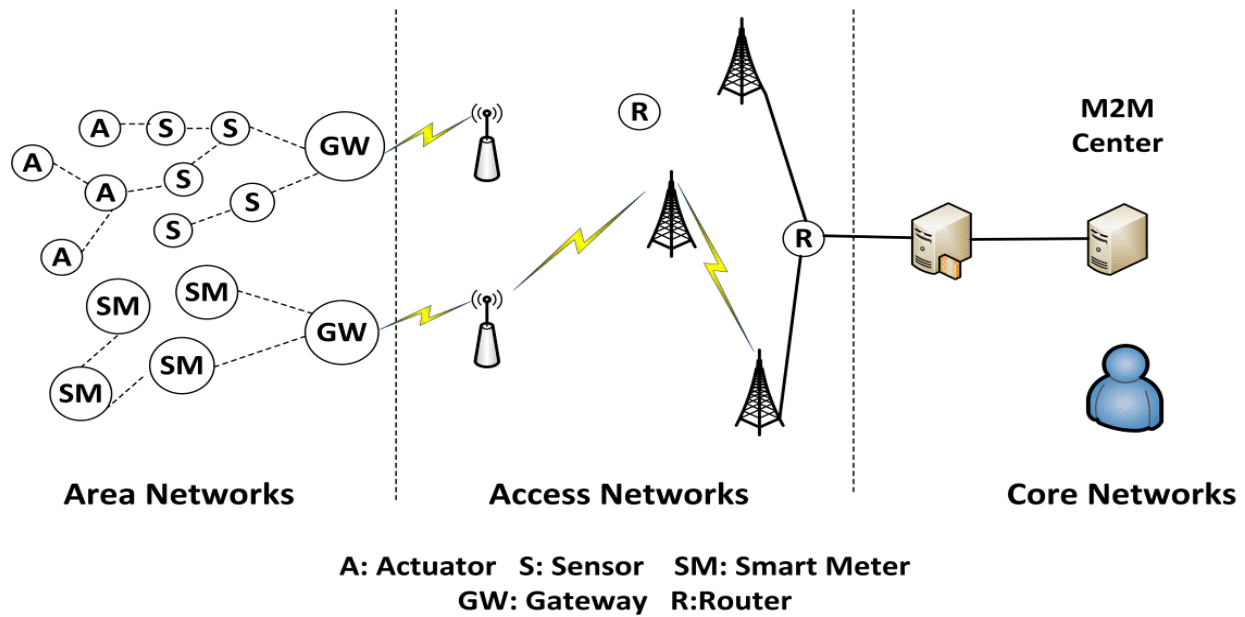 M2M
Center
R
A
S
S
GW
A
A
S
S
S
A
R
SM
SM
GW
SM
SM
Area Networks
Access Networks
Core Networks
A: Actuator S: Sensor SM: Smart Meter
GW: Gateway R:Router